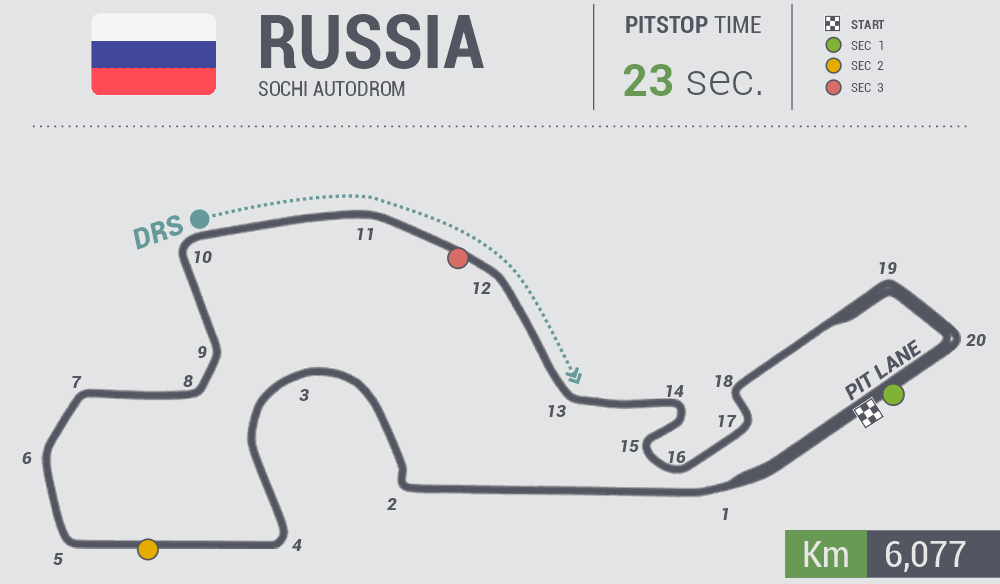 RUSSIA
SOCHI AUTODROM
PITSTOP TIME
23 sec.
START
SEC 1
SEC 2
SEC 3
DRS
10
11
12
9
8
7
6
5
4
3
2
13
14
15
16
17
18
19
20
PIT LANE
1
Km 6,077